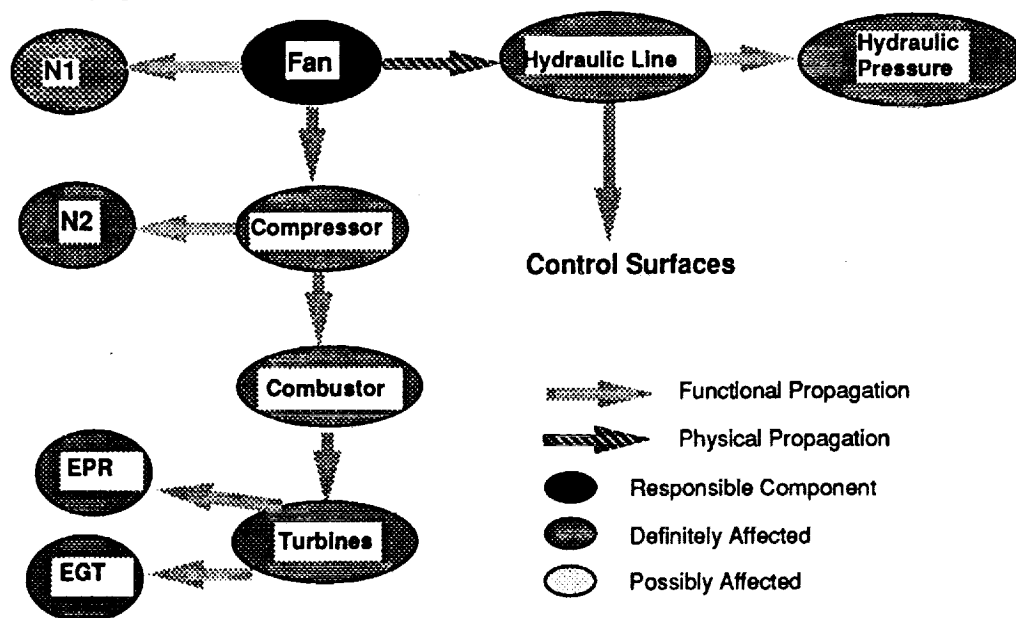 N1
Fan
Hydraulic Line
Hydraulic
Pressure
N2
Compressor
Control Surfaces
Combustor
Functional Propagation
Physical Propagation
EPR
Responsible Component
Turbines
Definitely Affected
EGT
Possibly Affected